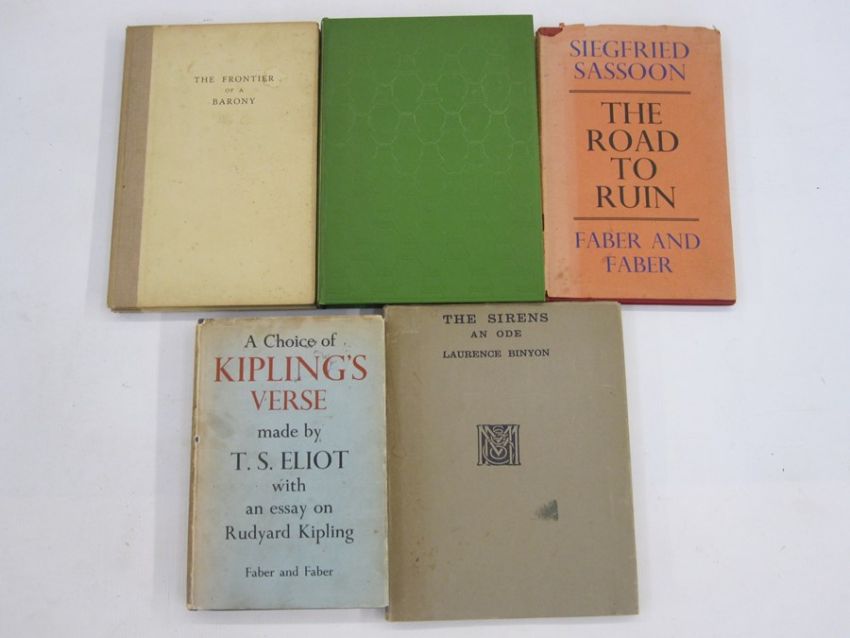 THE FRONTIER
OF A
BARONY
SIEGFRIED
SASSOON
THE
ROAD
TO
RUIN
FABER AND
FABER
A Choice of
KIPLING'S
VERSE
made by
T. S. ELIOT
with
an essay on
Rudyard Kipling
Faber and Faber
THE SIRENS
AN ODE
LAURENCE BINYON